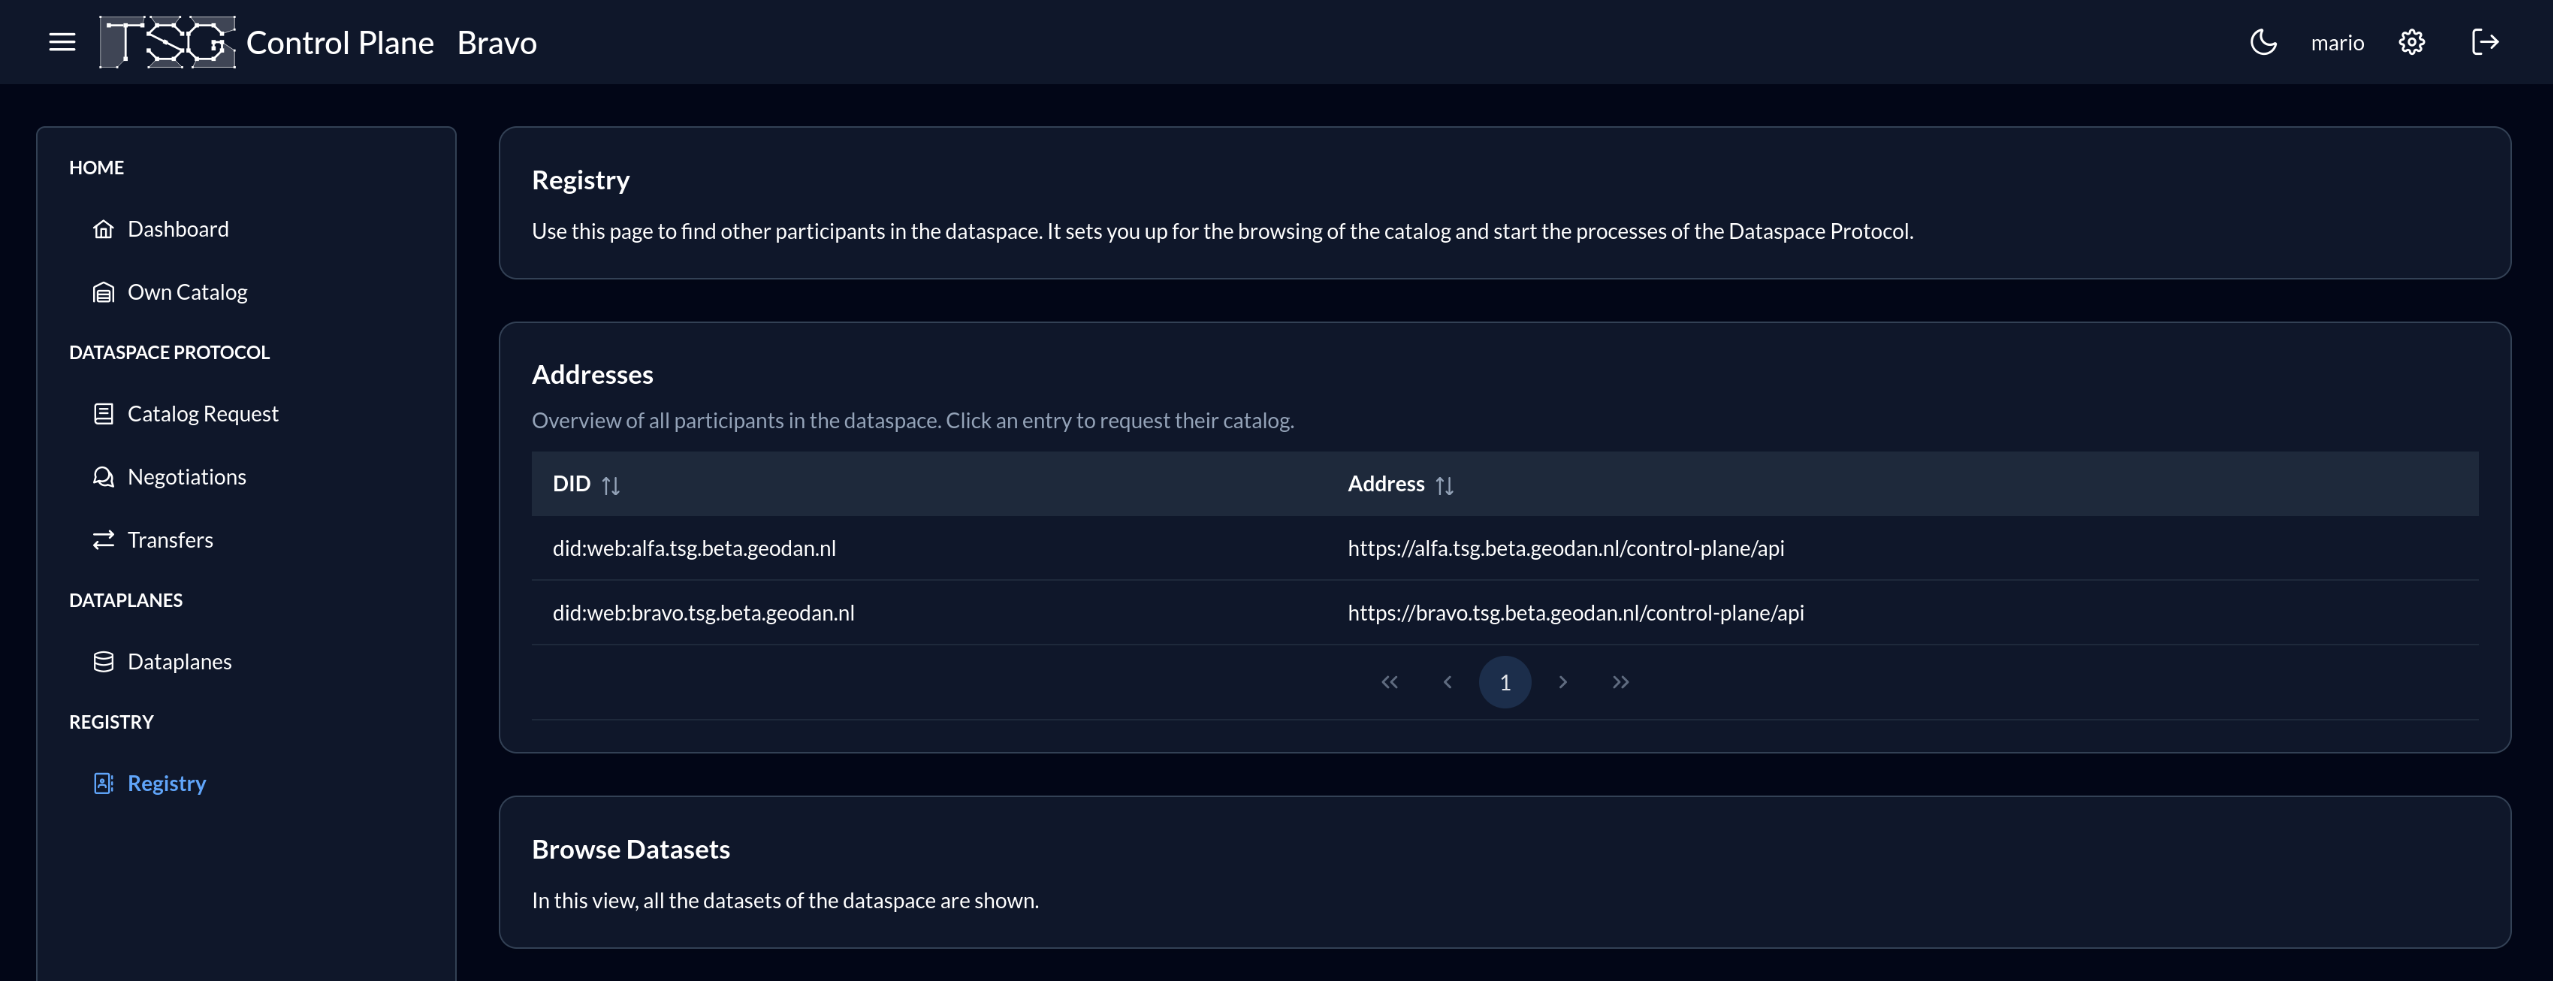 TSG Control Plane Bravo
mario
HOME
Dashboard
Own Catalog
DATASPACE PROTOCOL
Catalog Request
Negotiations
Transfers
DATAPLANES
Dataplanes
REGISTRY
Registry
Registry
Use this page to find other participants in the dataspace. It sets you up for the browsing of the catalog and start the processes of the Dataspace Protocol.
Addresses
Overview of all participants in the dataspace. Click an entry to request their catalog.
DID Address
did:web:alfa.tsg.beta.geodan.nl https://alfa.tsg.beta.geodan.nl/control-plane/api
did:web:bravo.tsg.beta.geodan.nl https://bravo.tsg.beta.geodan.nl/control-plane/api
1
Browse Datasets
In this view, all the datasets of the dataspace are shown.